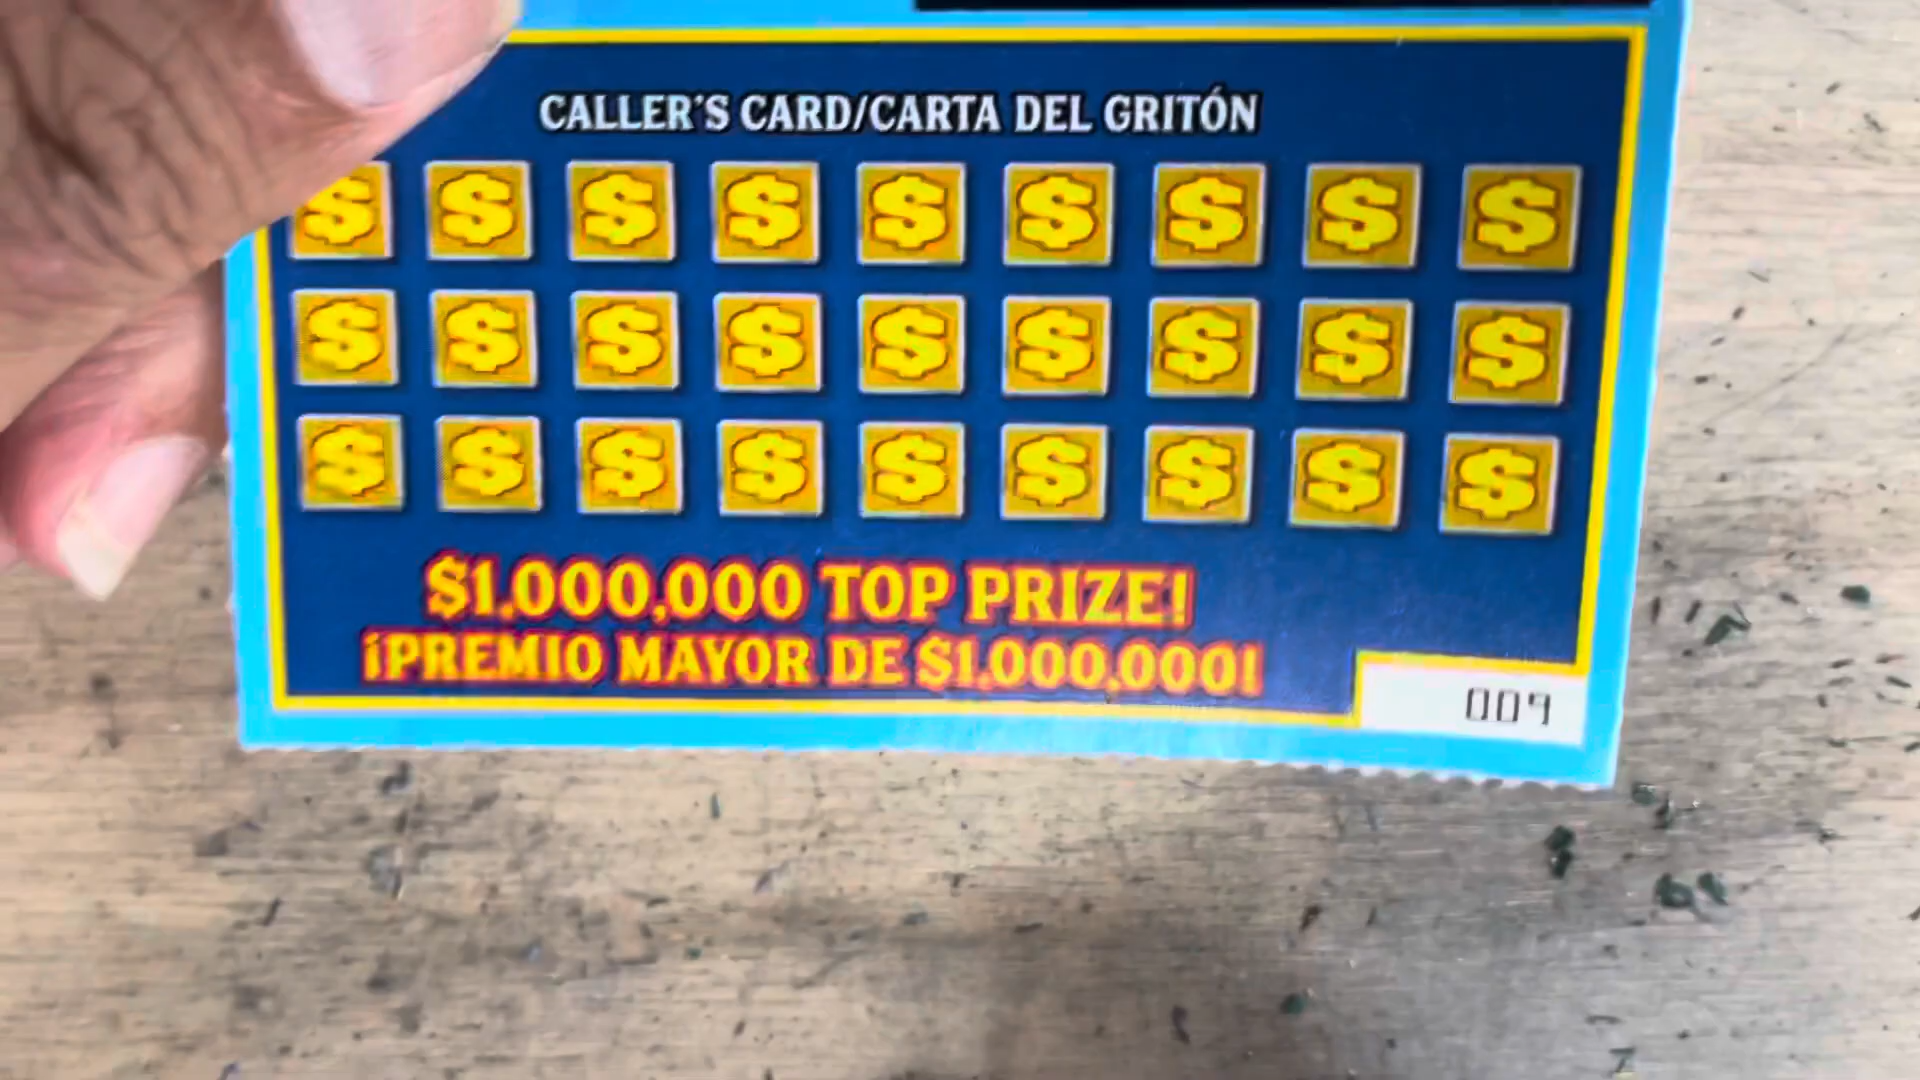 CALLER'S CARD/CARTA DEL GRITÓN
$ $ $ $ $ $ $ $ $
$ $ $ $ $ $ $ $ $
$ $ $ $ $ $ $ $ $
$1,000,000 TOP PRIZE!
¡PREMIO MAYOR DE $1,000,000!
009